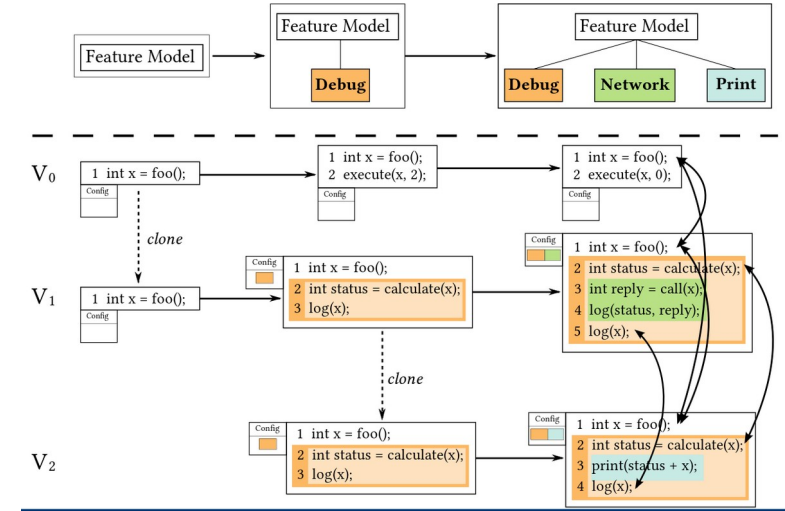 Feature Model
Feature Model
Debug
Feature Model
Debug
Network
Print
V0
1 int x = foo();
Config
1 int x = foo();
2 execute(x, 2);
Config
1 int x = foo();
2 execute(x, 0);
Config
clone
V1
1 int x = foo();
Config
Config
1 int x = foo();
2 int status = calculate(x);
3 log(x);
Config
1 int x = foo();
2 int status = calculate(x);
3 int reply = call(x);
4 log(status, reply);
5 log(x);
clone
V2
Config
1 int x = foo();
2 int status = calculate(x);
3 log(x);
Config
1 int x = foo();
2 int status = calculate(x);
3 print(status + x);
4 log(x);